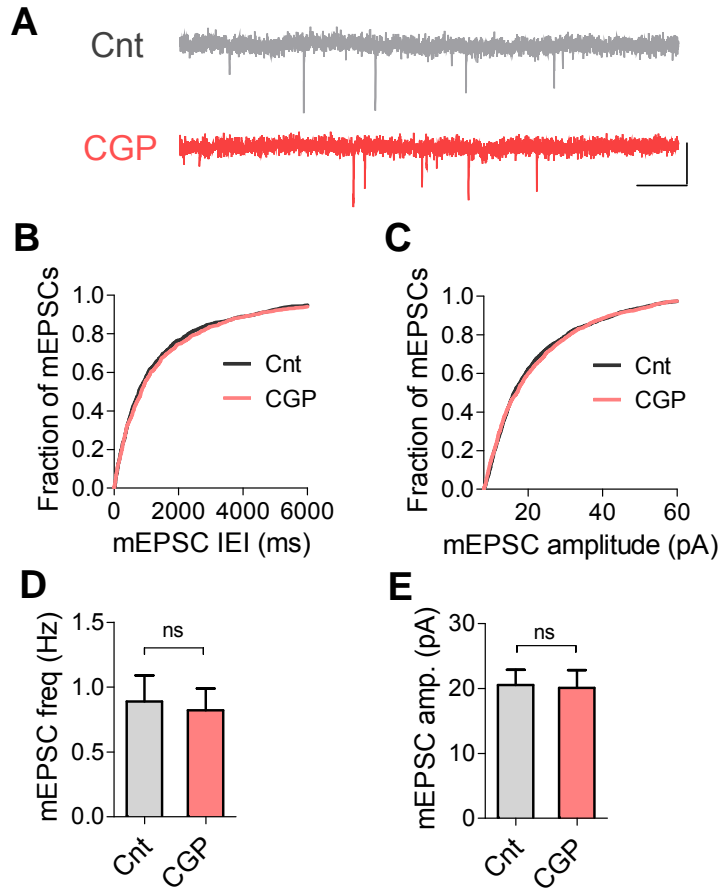 A
Cnt
CGP
B
Fraction of mEPSCs
1.0
0.8
0.6
0.4
0.2
0.0
Cnt
CGP
0 2000 4000 6000
mEPSC IEI (ms)
C
Fraction of mEPSCs
1.0
0.8
0.6
0.4
0.2
0.0
Cnt
CGP
20 40 60
mEPSC amplitude (pA)
D
mEPSC freq (Hz)
1.5
1.0
0.5
0.0
ns
Cnt
CGP
E
mEPSC amp. (pA)
30
20
10
0
ns
Cnt
CGP